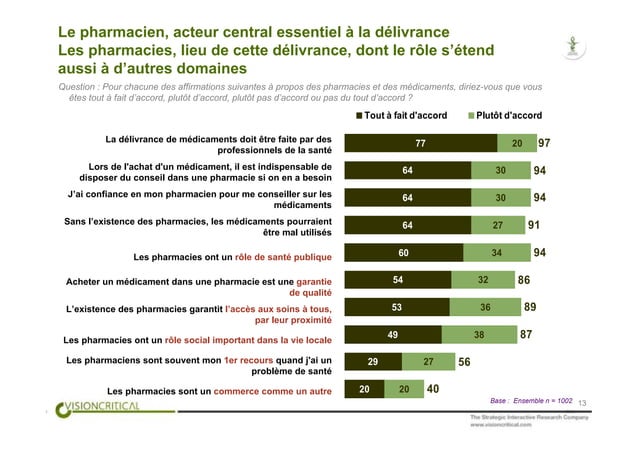 Le pharmacien, acteur central essentiel à la délivrance
Les pharmacies, lieu de cette délivrance, dont le rôle s’étend
aussi à d’autres domaines
Question : Pour chacune des affirmations suivantes à propos des pharmacies et des médicaments, diriez-vous que vous
êtes tout à fait d’accord, plutôt d’accord, plutôt pas d’accord ou pas du tout d’accord ?
Tout à fait d'accord Plutôt d'accord
La délivrance de médicaments doit être faite par des
professionnels de la santé
77 20 97
Lors de l'achat d'un médicament, il est indispensable de
disposer du conseil dans une pharmacie si on en a besoin
64 30 94
J’ai confiance en mon pharmacien pour me conseiller sur les
médicaments
64 30 94
Sans l’existence des pharmacies, les médicaments pourraient
être mal utilisés
64 27 91
Les pharmacies ont un rôle de santé publique
60 34 94
Acheter un médicament dans une pharmacie est une garantie
de qualité
54 32 86
L’existence des pharmacies garantit l’accès aux soins à tous,
par leur proximité
53 36 89
Les pharmacies ont un rôle social important dans la vie locale
49 38 87
Les pharmaciens sont souvent mon 1er recours quand j'ai un
problème de santé
29 27 56
Les pharmacies sont un commerce comme un autre
20 20 40
Base : Ensemble n = 1002 13
VISIONCRITICAL
The Strategic Interactive Research Company
www.visioncritical.com